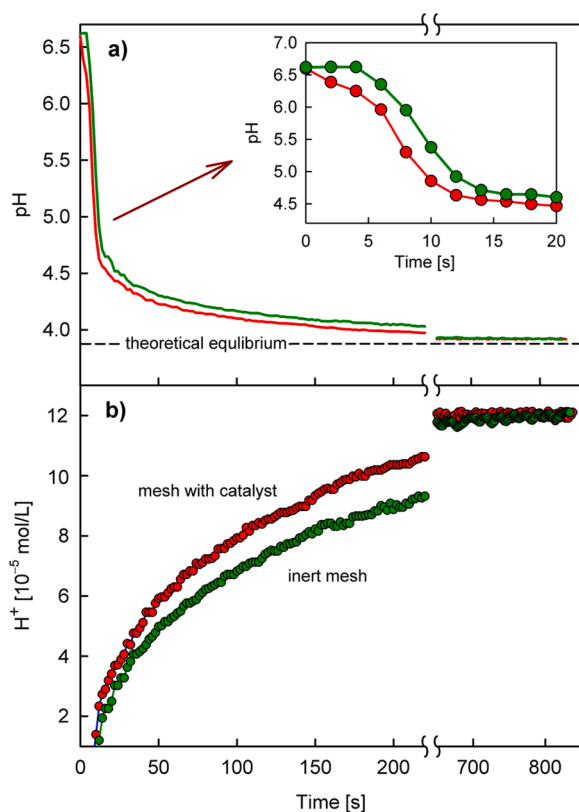 a)
6.5
6.0
5.5
5.0
4.5
4.0
pH
theoretical equlibrium
7.0
6.5
6.0
5.5
5.0
4.5
pH
0 5 10 15 20
Time [s]
b)
12
10
8
6
4
2
H⁺ [10⁻⁵ mol/L]
mesh with catalyst
inert mesh
0 50 100 150 200 700 800
Time [s]